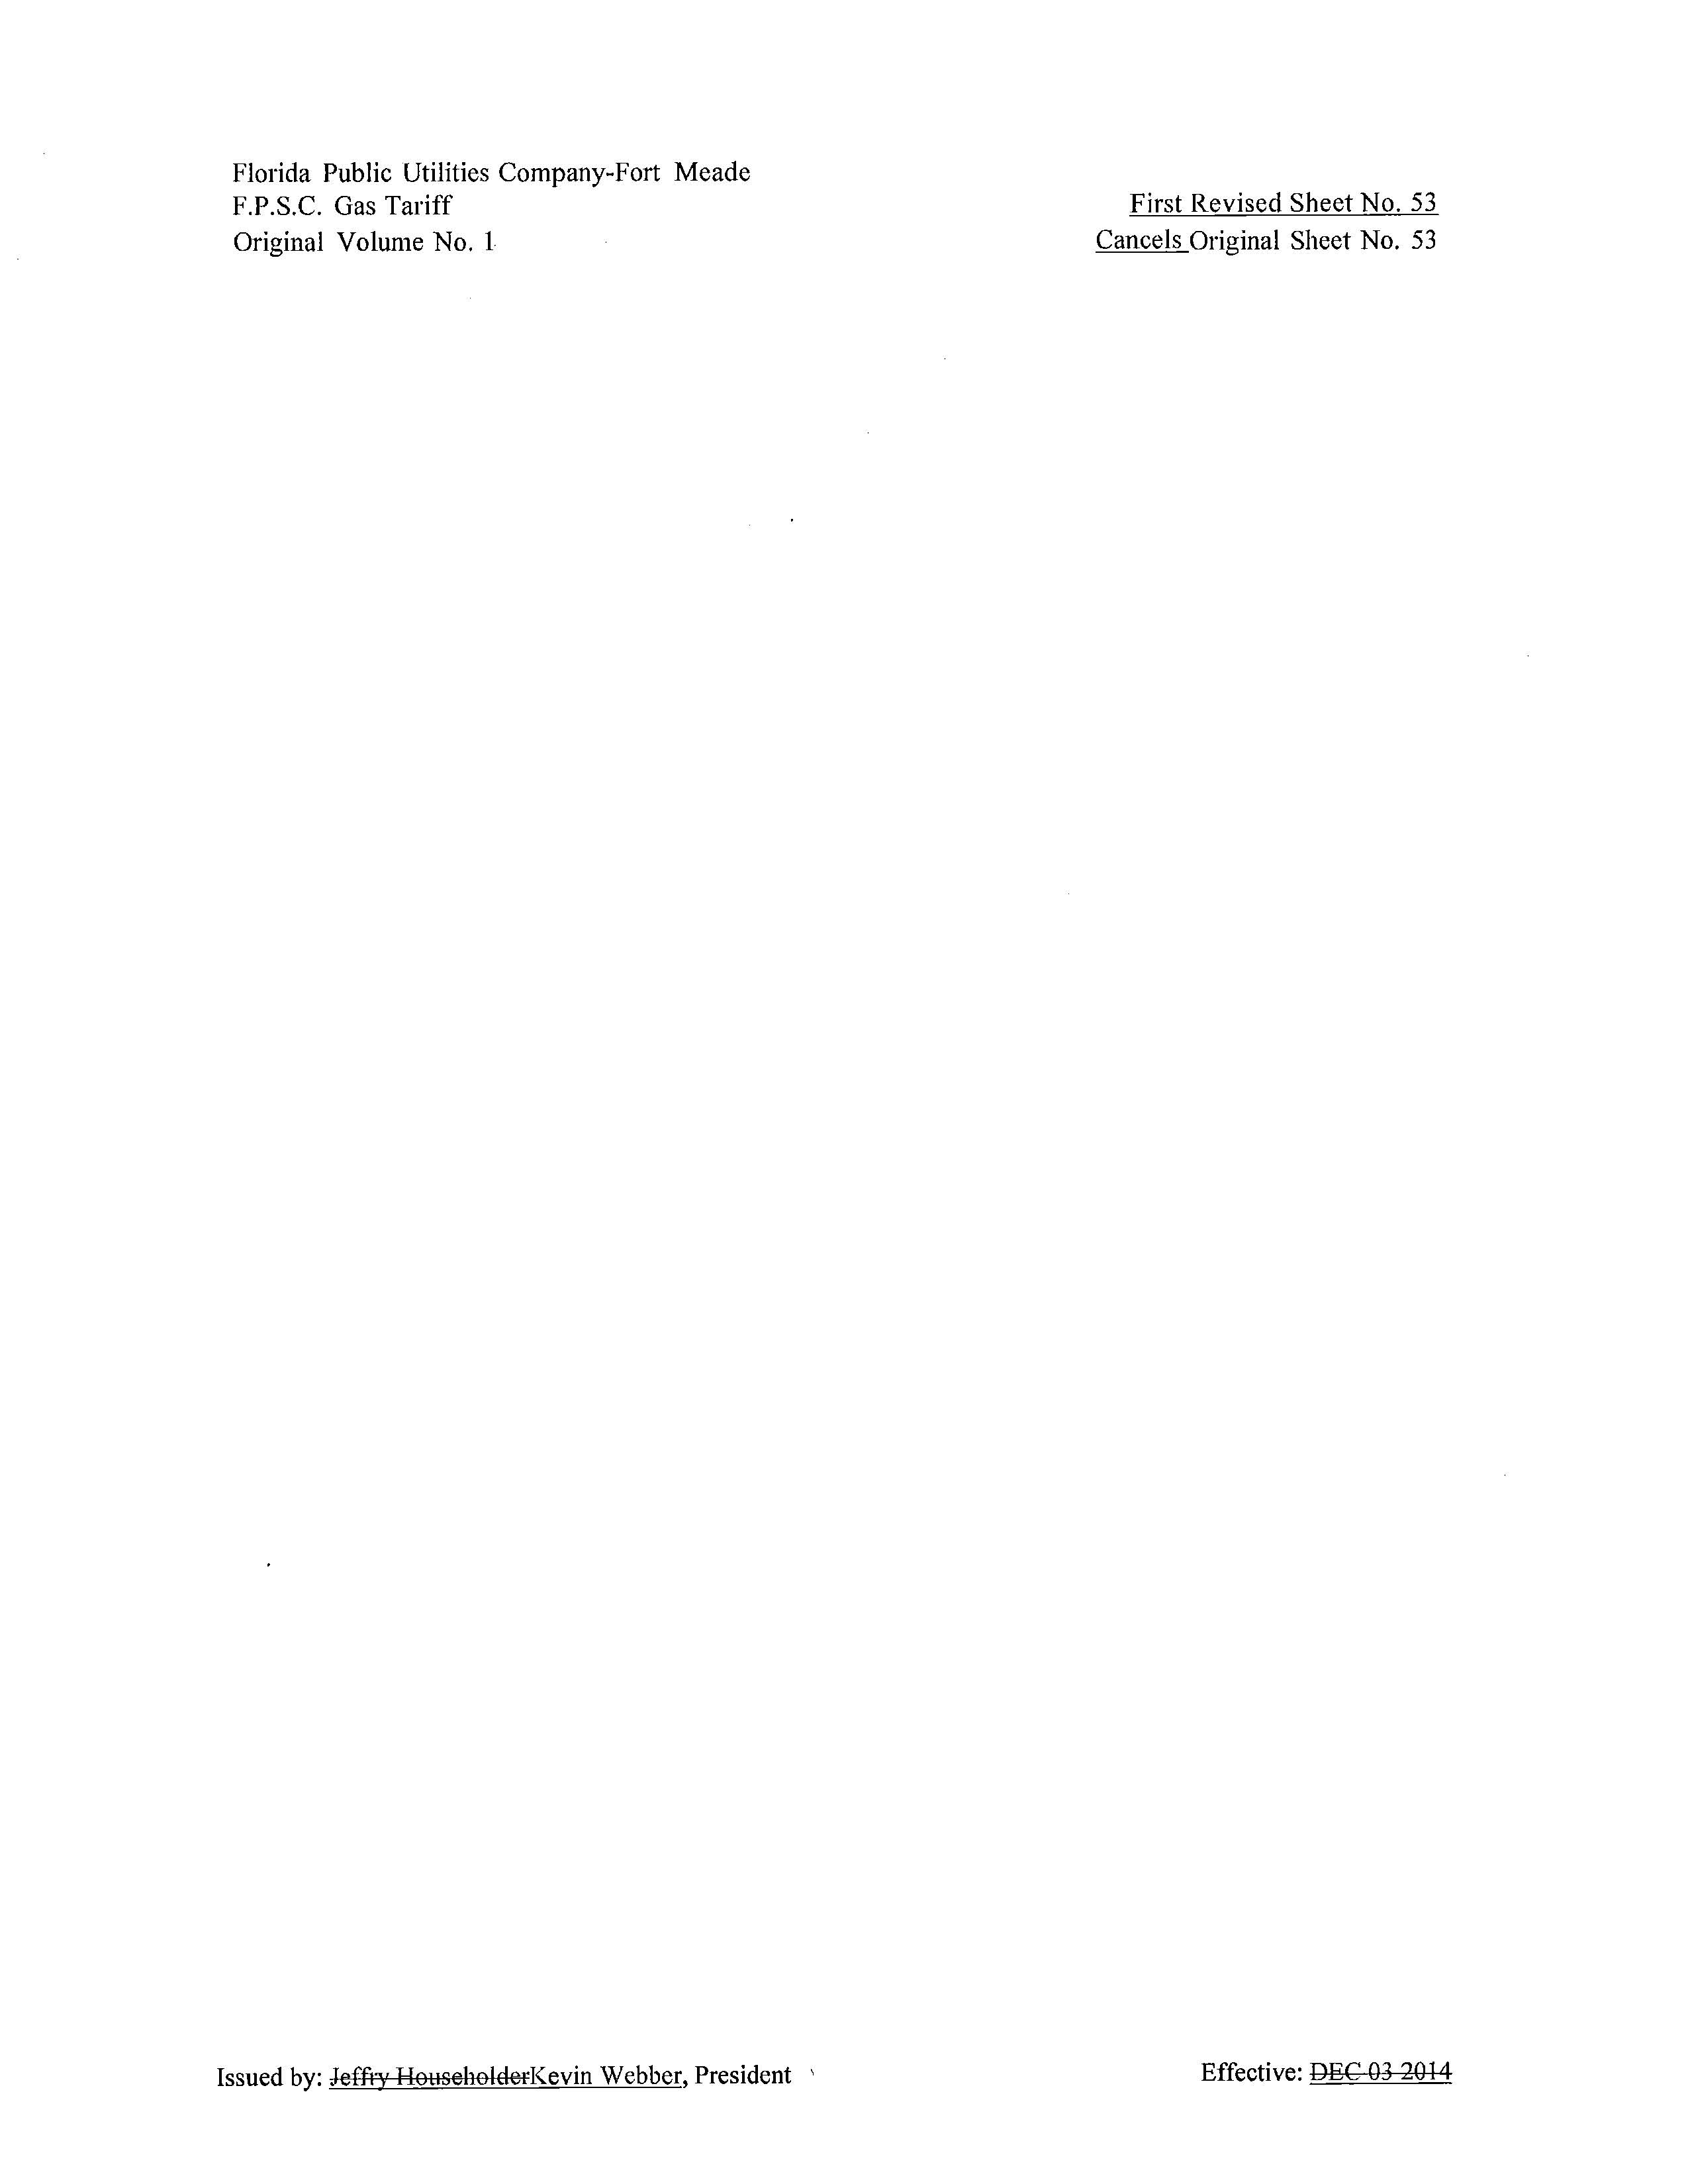 Florida Public Utilities Company-Fort Meade
F.P.S.C. Gas Tariff
Original Volume No. 1
First Revised Sheet No. 53
Cancels Original Sheet No. 53
Issued by: Jeffry HouseholderKevin Webber, President
Effective: DEC 03 2014